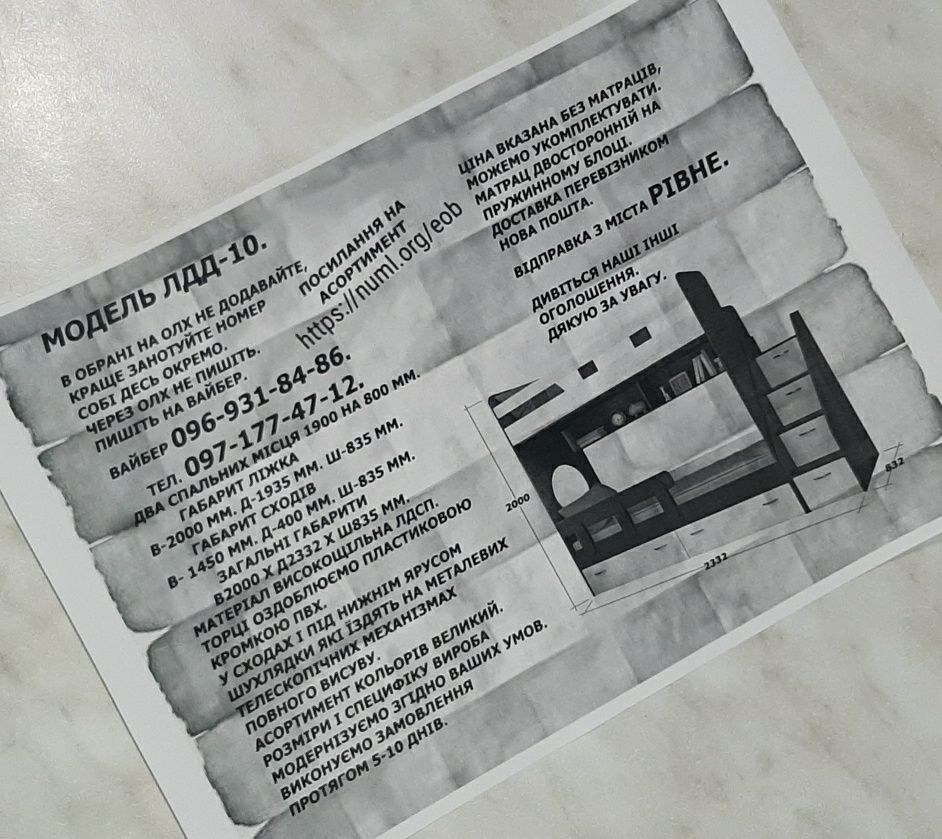 МОДЕЛЬ ЛДД-10.
В ОБРАНІ НА ОЛХ НЕ ДОДАВАЙТЕ,
КРАЩЕ ЗАНОТУЙТЕ НОМЕР
СОБІ ДЕСЬ ОКРЕМО.
ЧЕРЕЗ ОЛХ НЕ ПИШІТЬ.
ПИШІТЬ НА ВАЙБЕР.
ВАЙБЕР 096-931-84-86.
ТЕЛ. 097-177-47-12.
ДВА СПАЛЬНИХ МІСЦЯ 1900 НА 800 ММ.
ГАБАРИТ ЛІЖКА
В-2000 ММ. Д-1935 ММ. Ш-835 ММ.
ГАБАРИТ СХОДІВ
В- 1450 ММ. Д-400 ММ. Ш-835 ММ.
ЗАГАЛЬНІ ГАБАРИТИ
В2000 Х Д2332 Х Ш835 ММ.
МАТЕРІАЛ ВИСОКОЩІЛЬНА ЛДСП.
ТОРЦІ ОЗДОБЛЮЄМО ПЛАСТИКОВОЮ
КРОМКОЮ ПВХ.
У СХОДАХ І ПІД НИЖНІМ ЯРУСОМ
ШУХЛЯДКИ ЯКІ ЇЗДЯТЬ НА МЕТАЛЕВИХ
ТЕЛЕСКОПІЧНИХ МЕХАНІЗМАХ
ПОВНОГО ВИСУВУ.
АСОРТИМЕНТ КОЛЬОРІВ ВЕЛИКИЙ.
РОЗМІРИ І СПЕЦИФІКУ ВИРОБА
МОДЕРНІЗУЄМО ЗГІДНО ВАШИХ УМОВ.
ВИКОНУЄМО ЗАМОВЛЕННЯ
ПРОТЯГОМ 5-10 ДНІВ.
ПОСИЛАННЯ НА
АСОРТИМЕНТ
https://numl.org/eob
ЦІНА ВКАЗАНА БЕЗ МАТРАЦІВ,
МОЖЕМО УКОМПЛЕКТУВАТИ.
МАТРАЦ ДВОСТОРОННІЙ НА
ПРУЖИННОМУ БЛОЦІ.
ДОСТАВКА ПЕРЕВІЗНИКОМ
НОВА ПОШТА.
ВІДПРАВКА З МІСТА РІВНЕ.
ДИВІТЬСЯ НАШІ ІНШІ
ОГОЛОШЕННЯ.
ДЯКУЮ ЗА УВАГУ.
2000
2332
832